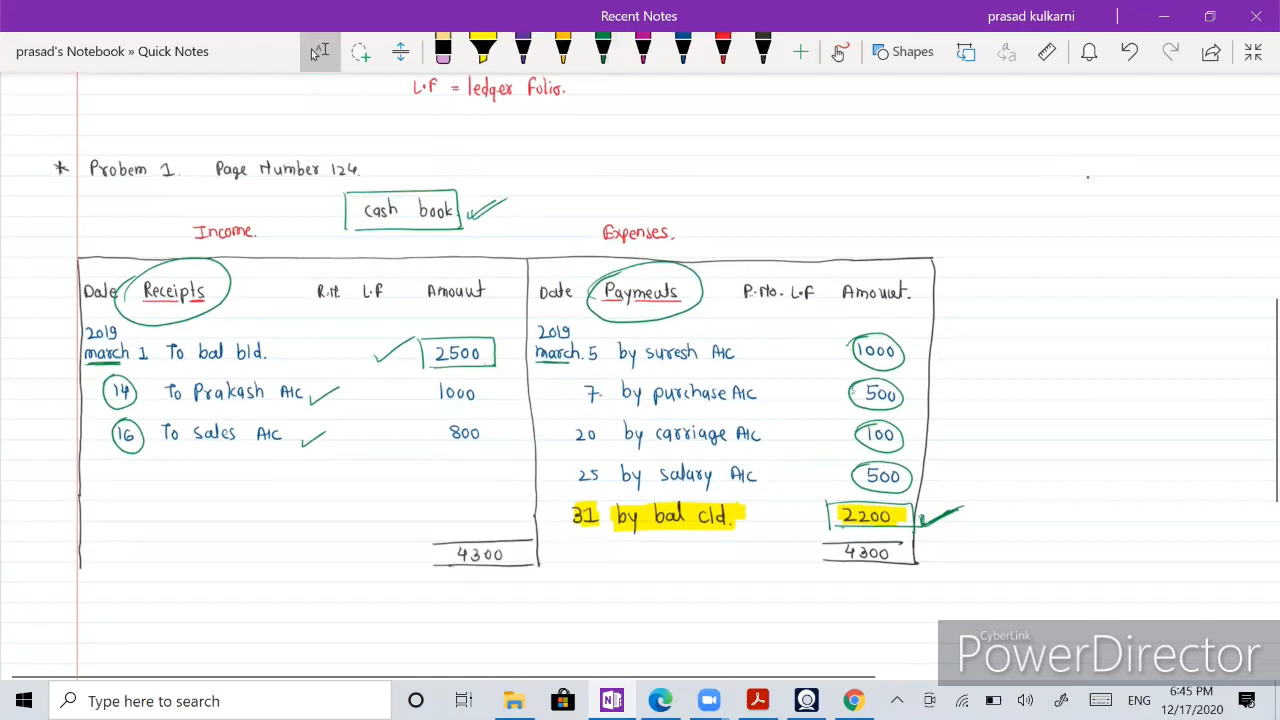 Recent Notes
prasad kulkarni
prasad's Notebook » Quick Notes
Shapes
L.F = ledger Folio.
* Probem 1. Page Number 124.
cash book
Income. Expenses.
Date Receipts R.N. L.F Amount Date Payments P.No. L.F Amount.
2019 2019
march 1 To bal bld. 2500 march. 5 by suresh A/C 1000
14 To Prakash A/C 1000 7. by purchase A/C 500
16 To sales A/C 800 20 by carriage A/C 100
25 by salary A/C 500
31 by bal c/d. 2200
4300 4300
CyberLink
PowerDirector
Type here to search
ENG
6:45 PM
12/17/2020